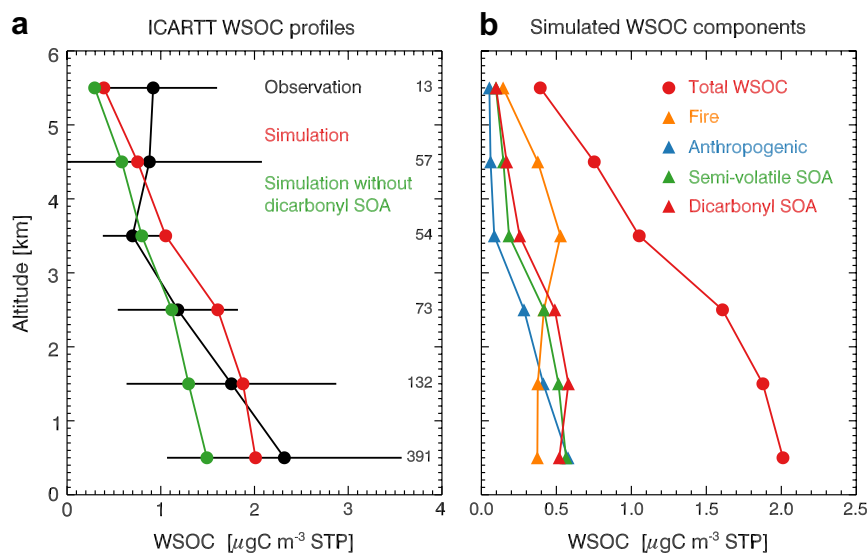 a
ICARTT WSOC profiles
Observation
Simulation
Simulation without
dicarbonyl SOA
13
57
54
73
132
391
6
5
4
3
2
1
0
Altitude [km]
0
1
2
3
4
WSOC [μgC m⁻³ STP]
b
Simulated WSOC components
Total WSOC
Fire
Anthropogenic
Semi-volatile SOA
Dicarbonyl SOA
0.0
0.5
1.0
1.5
2.0
2.5
WSOC [μgC m⁻³ STP]